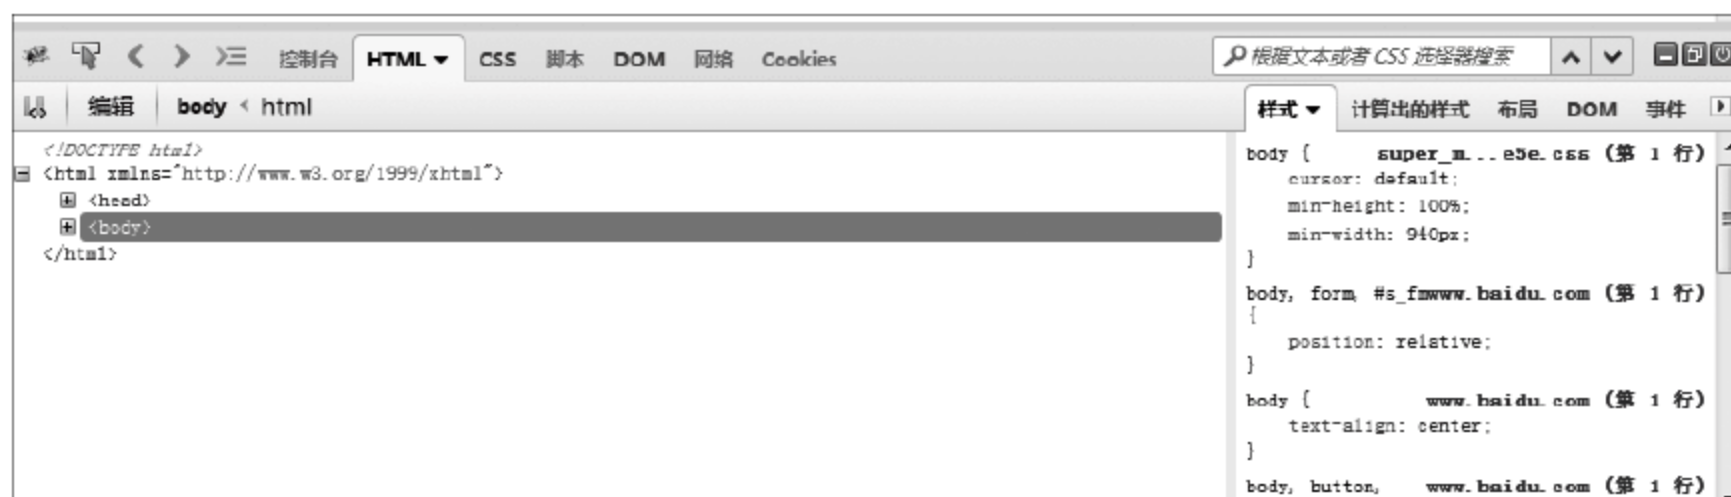 控制台 HTML CSS 脚本 DOM 网络 Cookies 根据文本或者 CSS 选择器搜索
编辑 body < html
样式 计算出的样式 布局 DOM 事件
<!DOCTYPE html>
<html xmlns="http://www.w3.org/1999/xhtml">
<head>
<body>
</html>
body { super_m...e5e.css (第 1 行)
cursor: default;
min-height: 100%;
min-width: 940px;
}
body, form, #s_fmwww.baidu.com (第 1 行)
{
position: relative;
}
body { www.baidu.com (第 1 行)
text-align: center;
}
body, button, www.baidu.com (第 1 行)